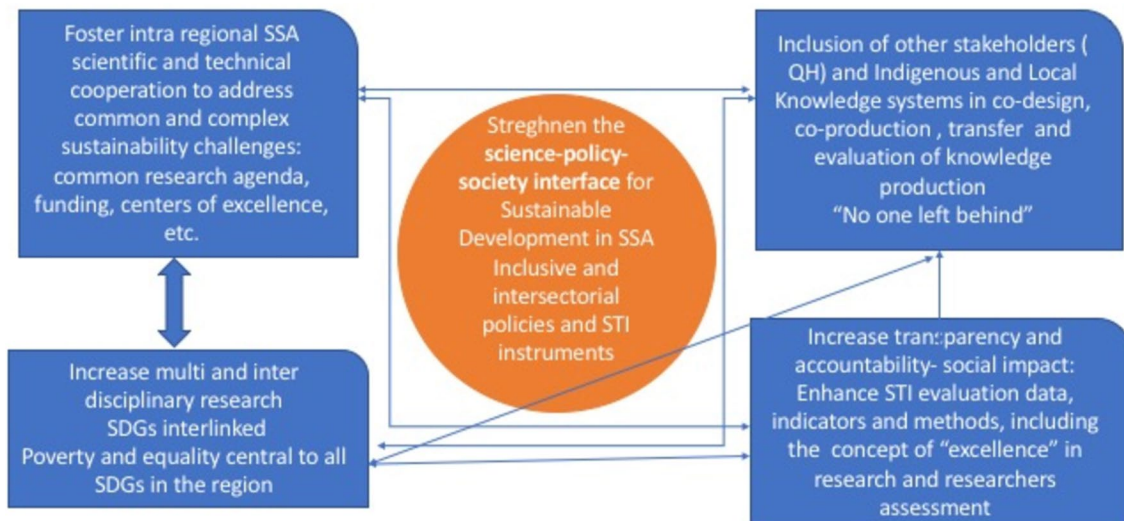 Foster intra regional SSA
scientific and technical
cooperation to address
common and complex
sustainability challenges:
common research agenda,
funding, centers of excellence,
etc.
Inclusion of other stakeholders (
QH) and Indigenous and Local
Knowledge systems in co-design,
co-production , transfer and
evaluation of knowledge
production
“No one left behind”
Streghnen the
science-policy-
society interface for
Sustainable
Development in SSA
Inclusive and
intersectorial
policies and STI
instruments
Increase multi and inter
disciplinary research
SDGs interlinked
Poverty and equality central to all
SDGs in the region
Increase transparency and
accountability- social impact:
Enhance STI evaluation data,
indicators and methods, including
the concept of “excellence” in
research and researchers
assessment